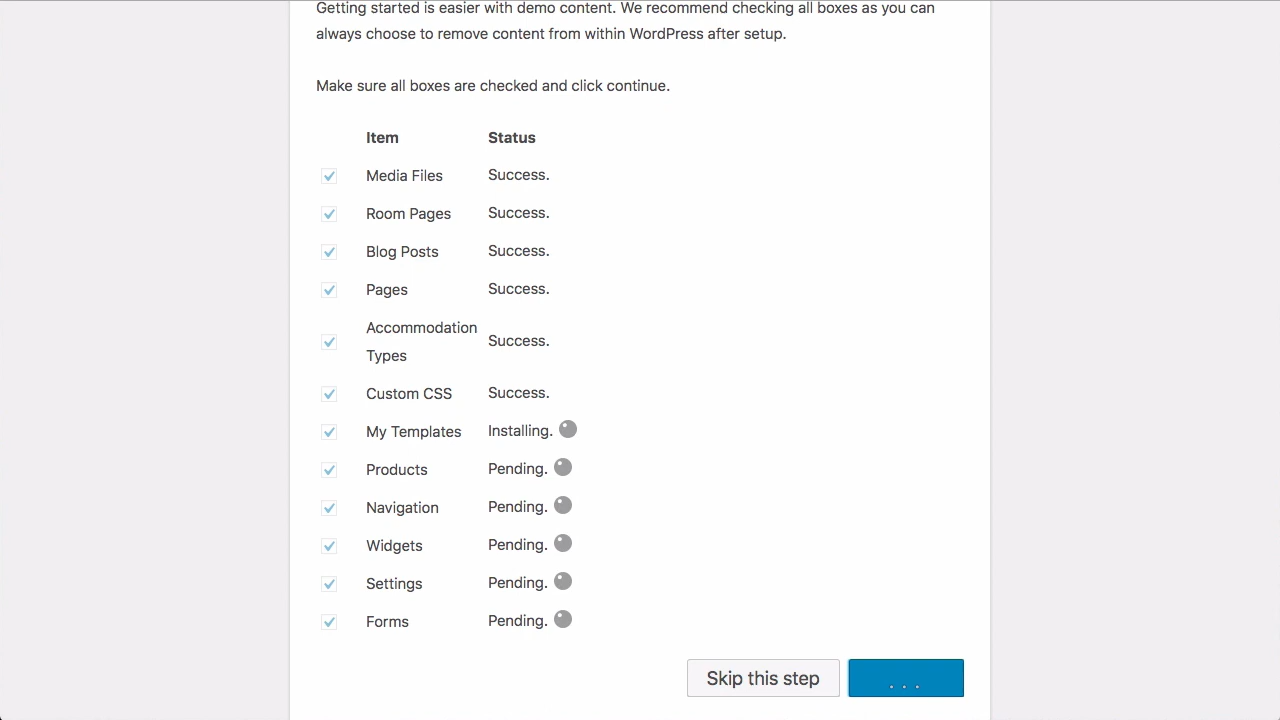 Getting started is easier with demo content. We recommend checking all boxes as you can
always choose to remove content from within WordPress after setup.
Make sure all boxes are checked and click continue.
Item Status
Media Files Success.
Room Pages Success.
Blog Posts Success.
Pages Success.
Accommodation
Types Success.
Custom CSS Success.
My Templates Installing.
Products Pending.
Navigation Pending.
Widgets Pending.
Settings Pending.
Forms Pending.
Skip this step ...